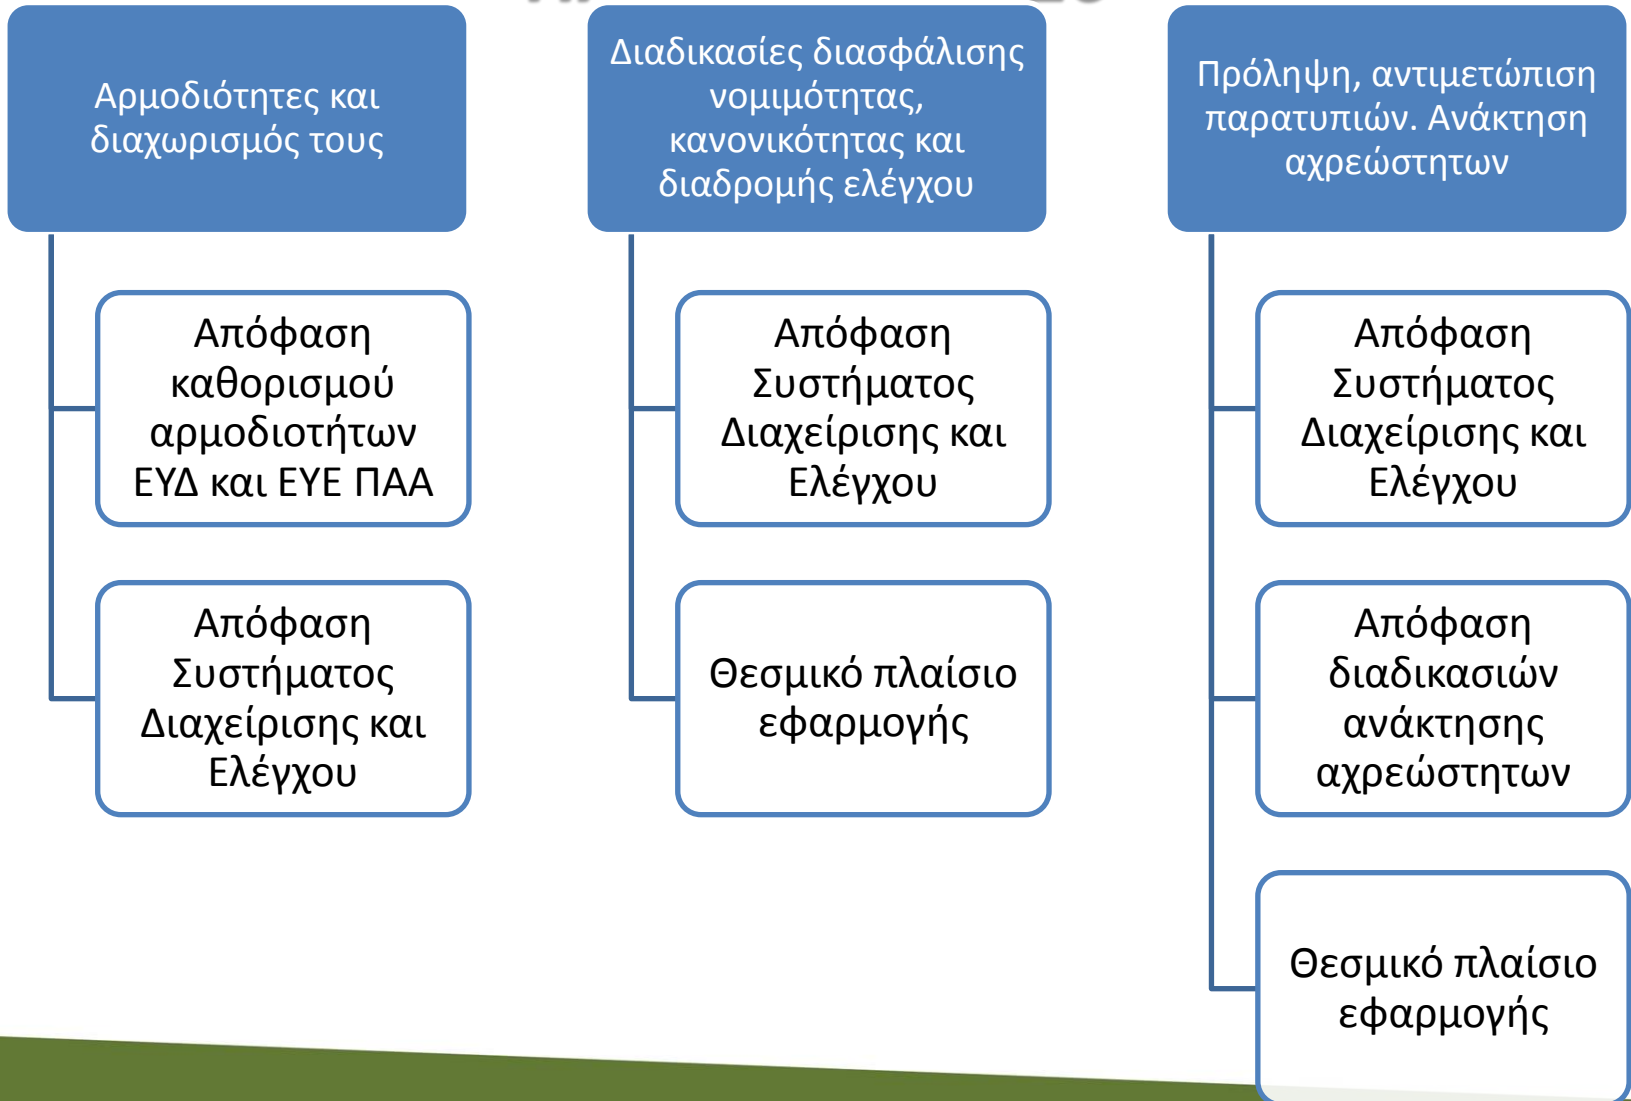 Αρμοδιότητες και
διαχωρισμός τους
Απόφαση
καθορισμού
αρμοδιοτήτων
ΕΥΔ και ΕΥΕ ΠΑΑ
Απόφαση
Συστήματος
Διαχείρισης και
Ελέγχου
Διαδικασίες διασφάλισης
νομιμότητας,
κανονικότητας και
διαδρομής ελέγχου
Απόφαση
Συστήματος
Διαχείρισης και
Ελέγχου
Θεσμικό πλαίσιο
εφαρμογής
Πρόληψη, αντιμετώπιση
παρατυπιών. Ανάκτηση
αχρεώστητων
Απόφαση
Συστήματος
Διαχείρισης και
Ελέγχου
Απόφαση
διαδικασιών
ανάκτησης
αχρεώστητων
Θεσμικό πλαίσιο
εφαρμογής